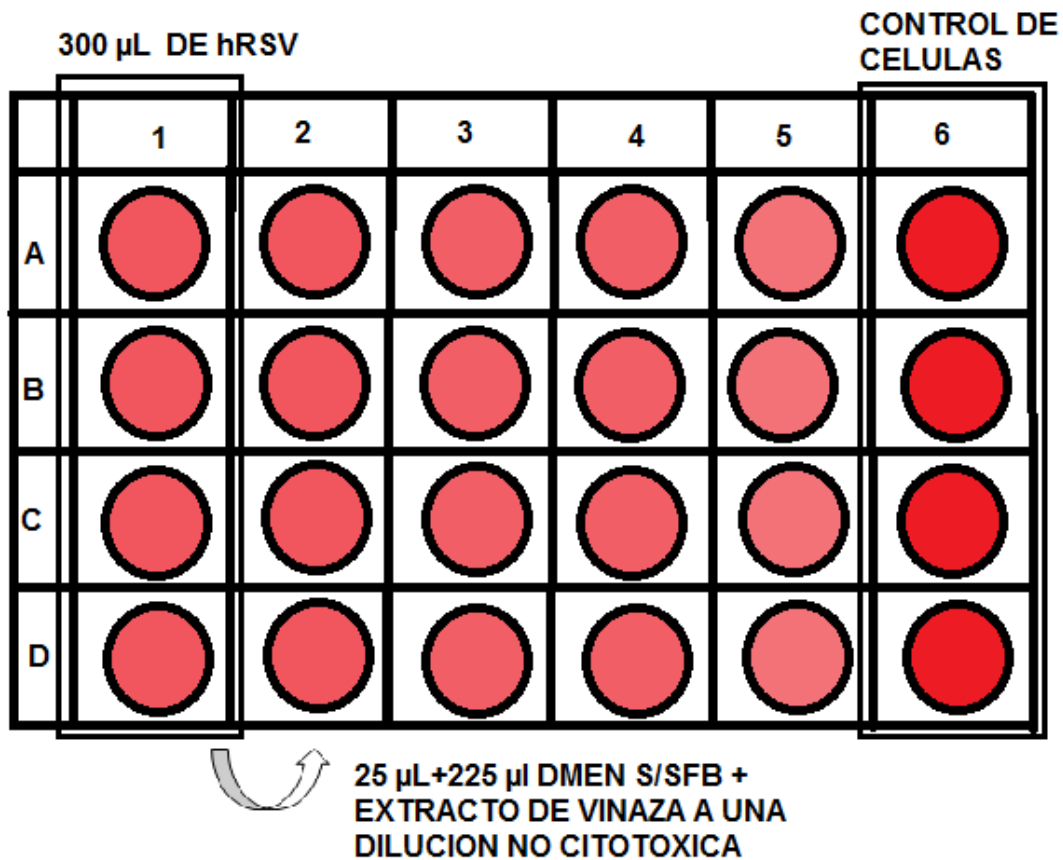 300 µL DE hRSV
CONTROL DE
CELULAS
1 2 3 4 5 6
A
B
C
D
25 µL+225 µl DMEN S/SFB +
EXTRACTO DE VINAZA A UNA
DILUCION NO CITOTOXICA